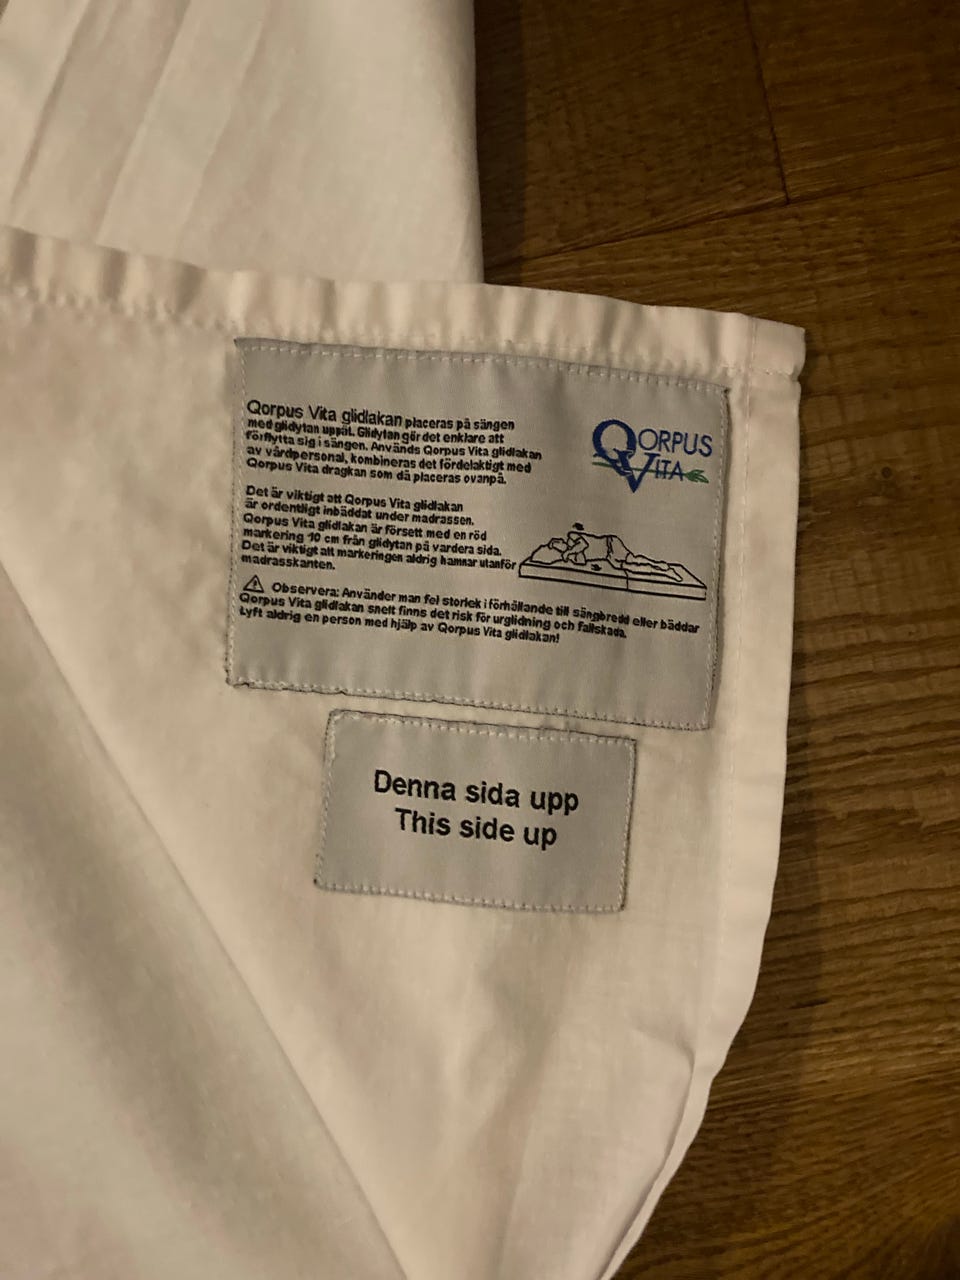 Qorpus Vita glidlakan placeras på sängen
med glidytan uppåt. Glidytan gör det enklare att
förflytta sig i sängen. Används Qorpus Vita glidlakan
av vårdpersonal, kombineras det fördelaktigt med
Qorpus Vita draglkan som då placeras ovanpå.
Det är viktigt att Qorpus Vita glidlakan
är ordentligt inbäddat under madrassen.
Qorpus Vita glidlakan är försett med en röd
markering 10 cm från glidytan på vardera sida.
Det är viktigt att markeringen aldrig hamnar utanför
madrasskanten.
Observera: Använder man fel storlek i förhållande till sängbredd eller bäddar
Qorpus Vita glidlakan snett finns det risk för urglidning och fallskada.
Lyft aldrig en person med hjälp av Qorpus Vita glidlakan!
QORPUS
VITA
Denna sida upp
This side up